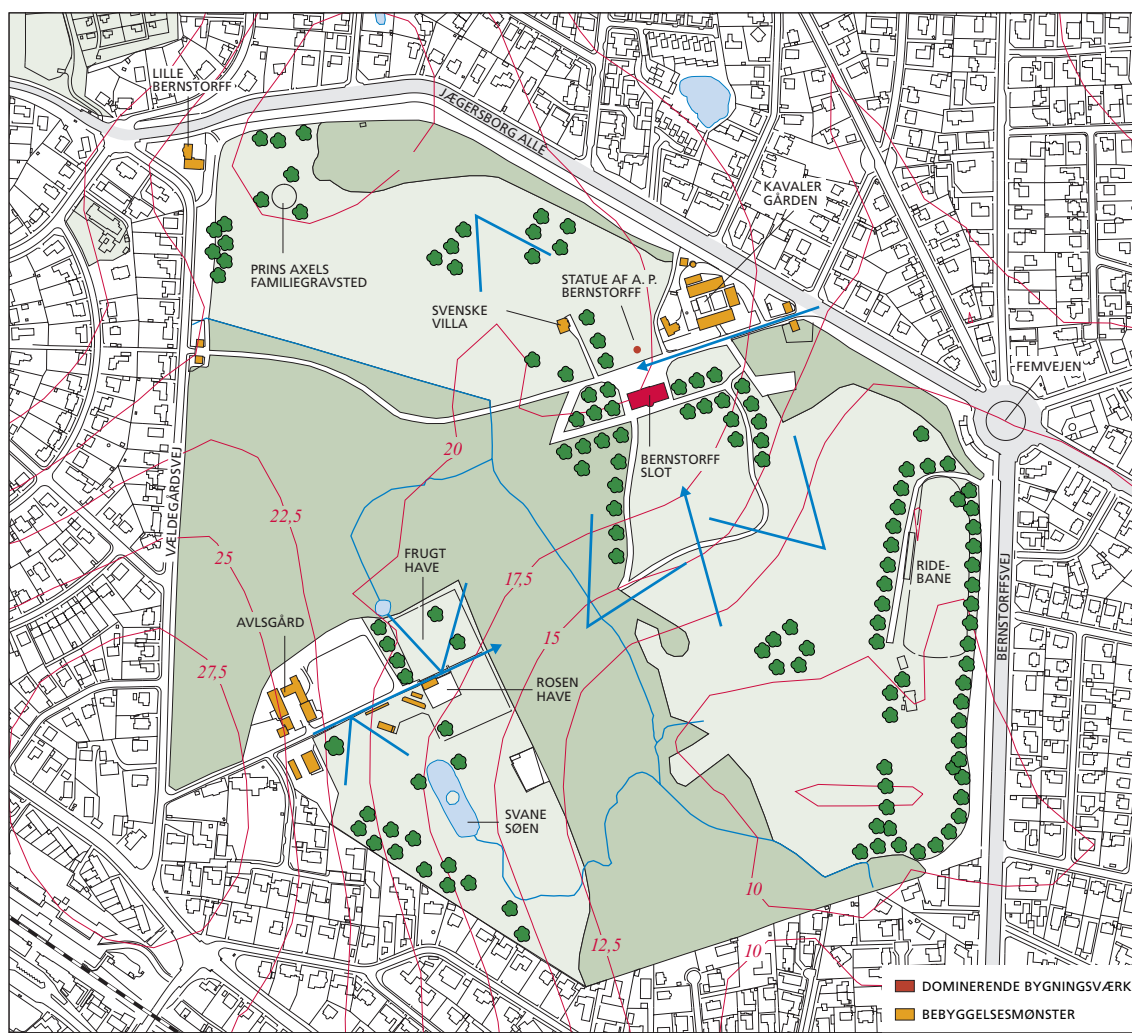 LILLE
BERNSTORFF
JÆGERSBORG ALLE
KAVALER
GÅRDEN
PRINS AXELS
FAMILIEGRAVSTED
STATUE AF A. P.
BERNSTORFF
SVENSKE
VILLA
FEMVEJEN
BERNSTORFF
SLOT
VÆLDEGÅRDSVEJ
20
22,5
25
27,5
17,5
15
FRUGT
HAVE
AVLSGÅRD
ROSEN
HAVE
RIDE-
BANE
BERNSTORFFSVEJ
SVANE
SØEN
10
12,5
10
DOMINERENDE BYGNINGSVÆRK
BEBYGGELSESMØNSTER